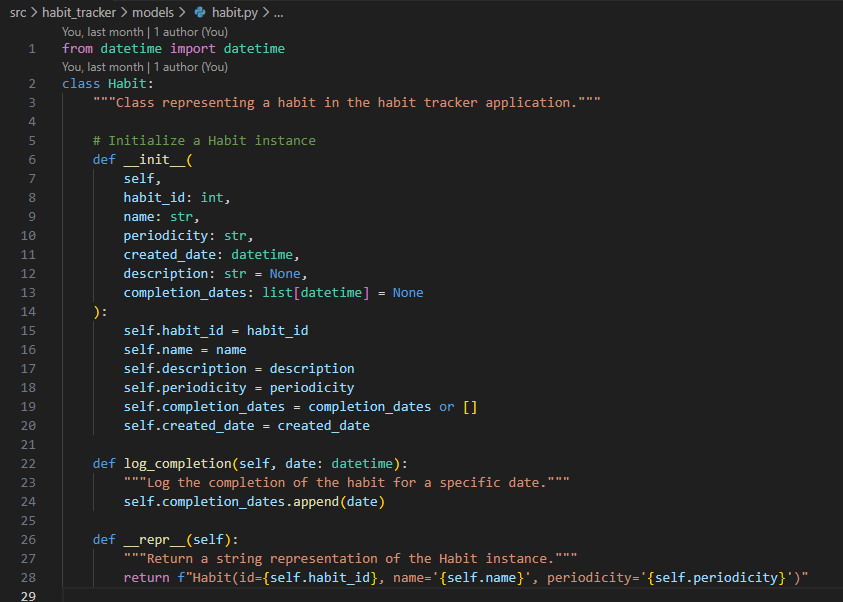 src > habit_tracker > models > habit.py > ...
You, last month | 1 author (You)
1 from datetime import datetime
You, last month | 1 author (You)
2 class Habit:
3     """Class representing a habit in the habit tracker application."""
4
5     # Initialize a Habit instance
6     def __init__(
7         self,
8         habit_id: int,
9         name: str,
10         periodicity: str,
11         created_date: datetime,
12         description: str = None,
13         completion_dates: list[datetime] = None
14     ):
15         self.habit_id = habit_id
16         self.name = name
17         self.description = description
18         self.periodicity = periodicity
19         self.completion_dates = completion_dates or []
20         self.created_date = created_date
21
22     def log_completion(self, date: datetime):
23         """Log the completion of the habit for a specific date."""
24         self.completion_dates.append(date)
25
26     def __repr__(self):
27         """Return a string representation of the Habit instance."""
28         return f"Habit(id={self.habit_id}, name='{self.name}', periodicity='{self.periodicity}')"
29